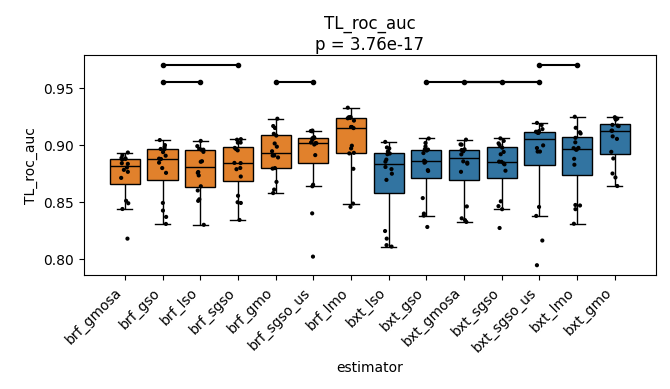 TL_roc_auc
p = 3.76e-17
TL_roc_auc
0.95
0.90
0.85
0.80
brf_gmosa
brf_gso
brf_lso
brf_sgso
brf_gmo
brf_sgso_us
brf_lmo
bxt_lso
bxt_gso
bxt_gmosa
bxt_sgso
bxt_sgso_us
bxt_lmo
bxt_gmo
estimator